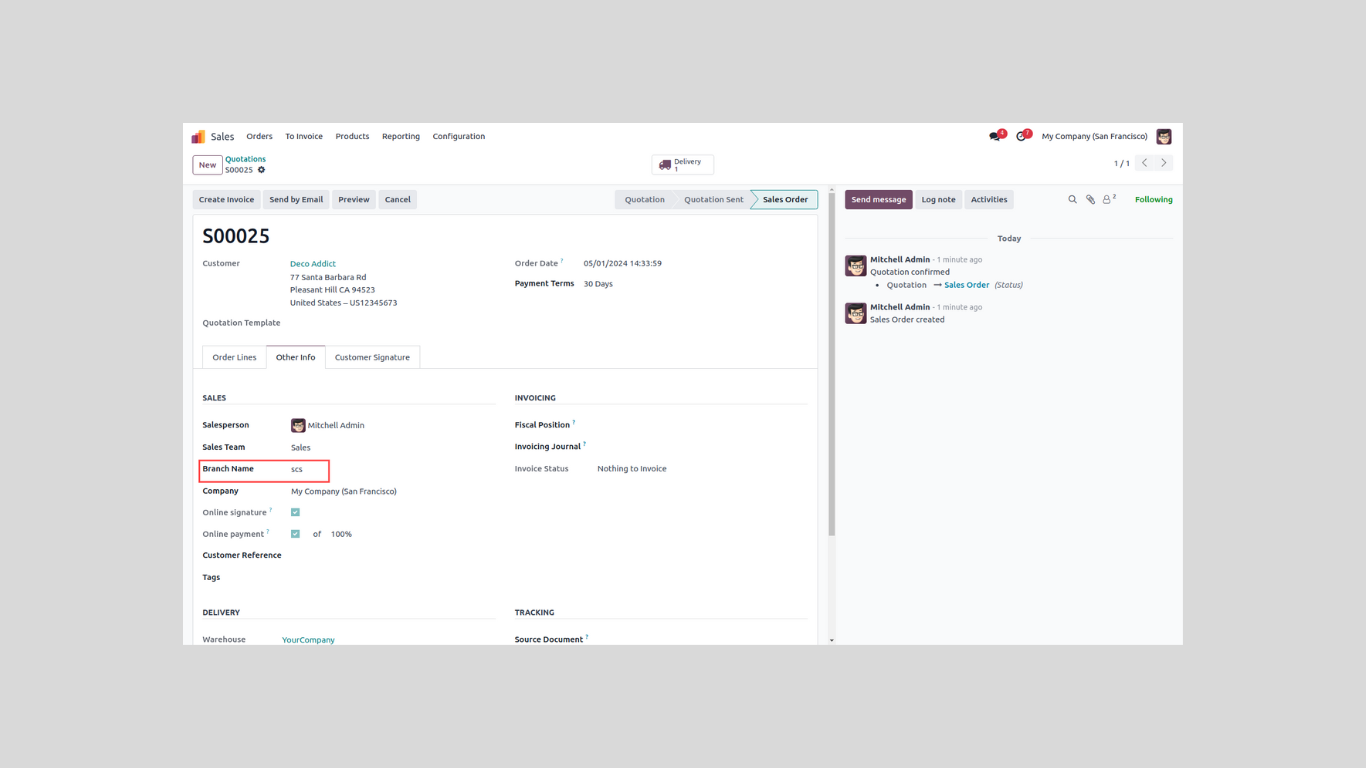 Sales Orders To Invoice Products Reporting Configuration 4 7 My Company (San Francisco)
New Quotations S00025 Delivery 1 1 / 1
Create Invoice Send by Email Preview Cancel Quotation Quotation Sent Sales Order
S00025
Customer Deco Addict
77 Santa Barbara Rd
Pleasant Hill CA 94523
United States – US12345673
Order Date ? 05/01/2024 14:33:59
Payment Terms 30 Days
Quotation Template
Order Lines Other Info Customer Signature
SALES
Salesperson Mitchell Admin
Sales Team Sales
Branch Name scs
Company My Company (San Francisco)
Online signature ?
Online payment ? of 100%
Customer Reference
Tags
INVOICING
Fiscal Position ?
Invoicing Journal ?
Invoice Status Nothing to Invoice
DELIVERY
Warehouse YourCompany
TRACKING
Source Document ?
Send message Log note Activities 2 Following
Today
Mitchell Admin - 1 minute ago
Quotation confirmed
• Quotation → Sales Order (Status)
Mitchell Admin - 1 minute ago
Sales Order created